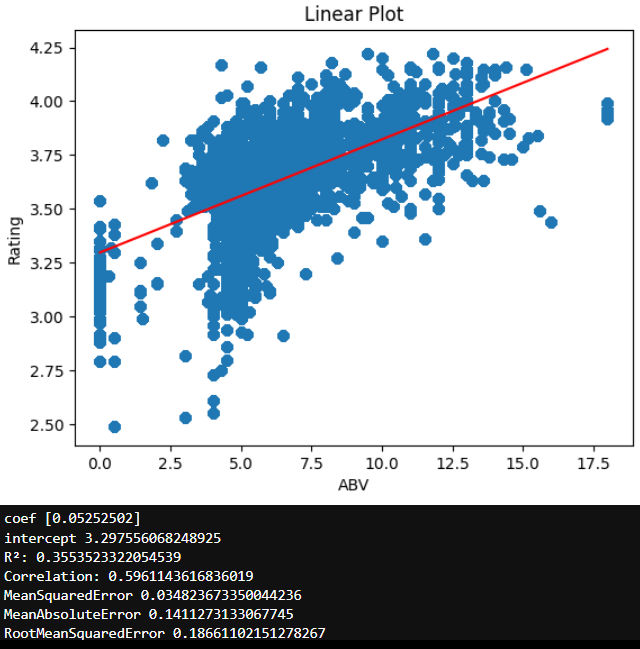 Linear Plot
4.25
4.00
3.75
3.50
3.25
3.00
2.75
2.50
Rating
0.0 2.5 5.0 7.5 10.0 12.5 15.0 17.5
ABV
coef [0.05252502]
intercept 3.297556068248925
R²: 0.3553523322054539
Correlation: 0.5961143616836019
MeanSquaredError 0.034823673350044236
MeanAbsoluteError 0.1411273133067745
RootMeanSquaredError 0.18661102151278267